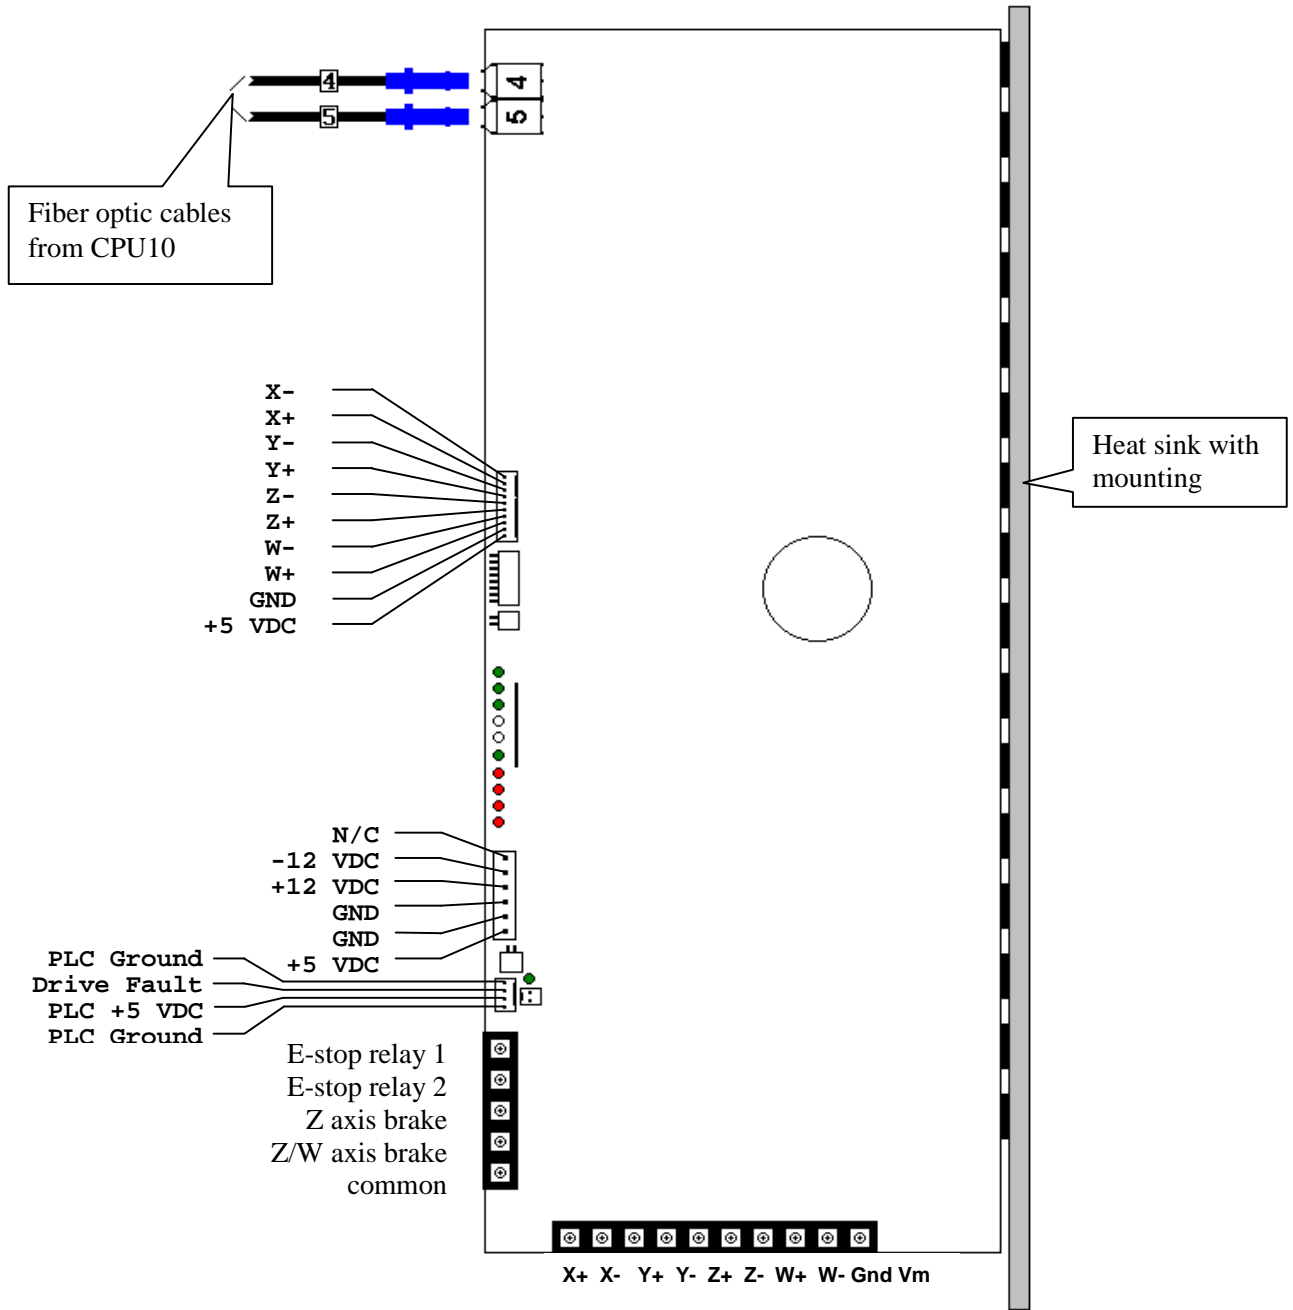 4
4
5
5
Fiber optic cables
from CPU10
X-
X+
Y-
Y+
Z-
Z+
W-
W+
GND
+5 VDC
Heat sink with
mounting
N/C
-12 VDC
+12 VDC
GND
GND
+5 VDC
PLC Ground
Drive Fault
PLC +5 VDC
PLC Ground
E-stop relay 1
E-stop relay 2
Z axis brake
Z/W axis brake
common
X+ X- Y+ Y- Z+ Z- W+ W- Gnd Vm